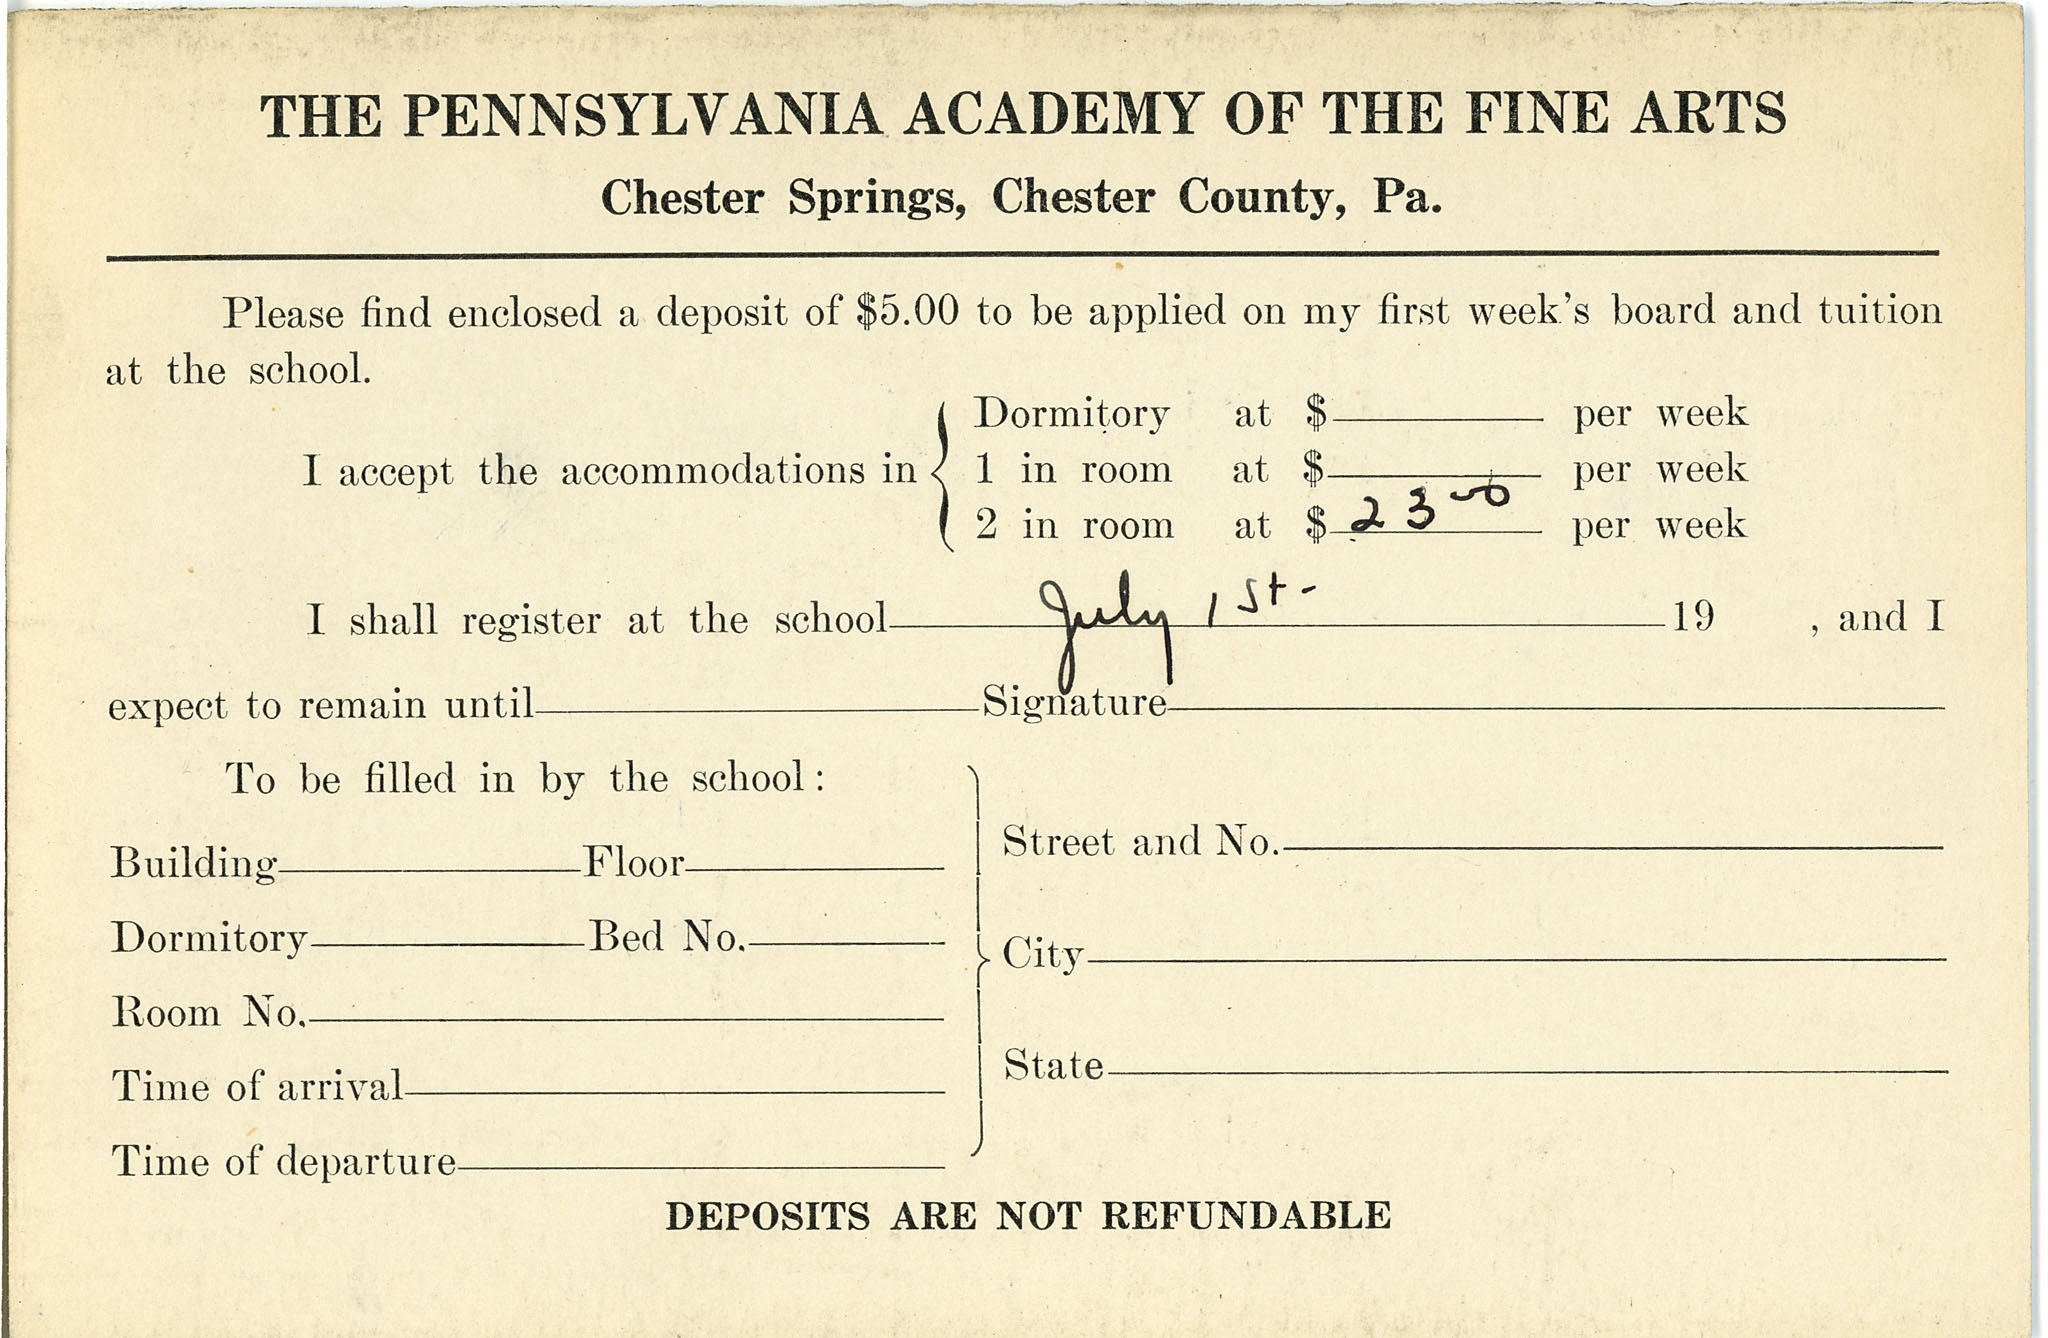 THE PENNSYLVANIA ACADEMY OF THE FINE ARTS
Chester Springs, Chester County, Pa.
Please find enclosed a deposit of $5.00 to be applied on my first week's board and tuition
at the school.
Dormitory at $ per week
I accept the accommodations in 1 in room at $ per week
2 in room at $ 23 00 per week
I shall register at the school July 1st - 19 , and I
expect to remain until Signature
To be filled in by the school:
Building Floor
Dormitory Bed No.
Room No.
Time of arrival
Time of departure
Street and No.
City
State
DEPOSITS ARE NOT REFUNDABLE